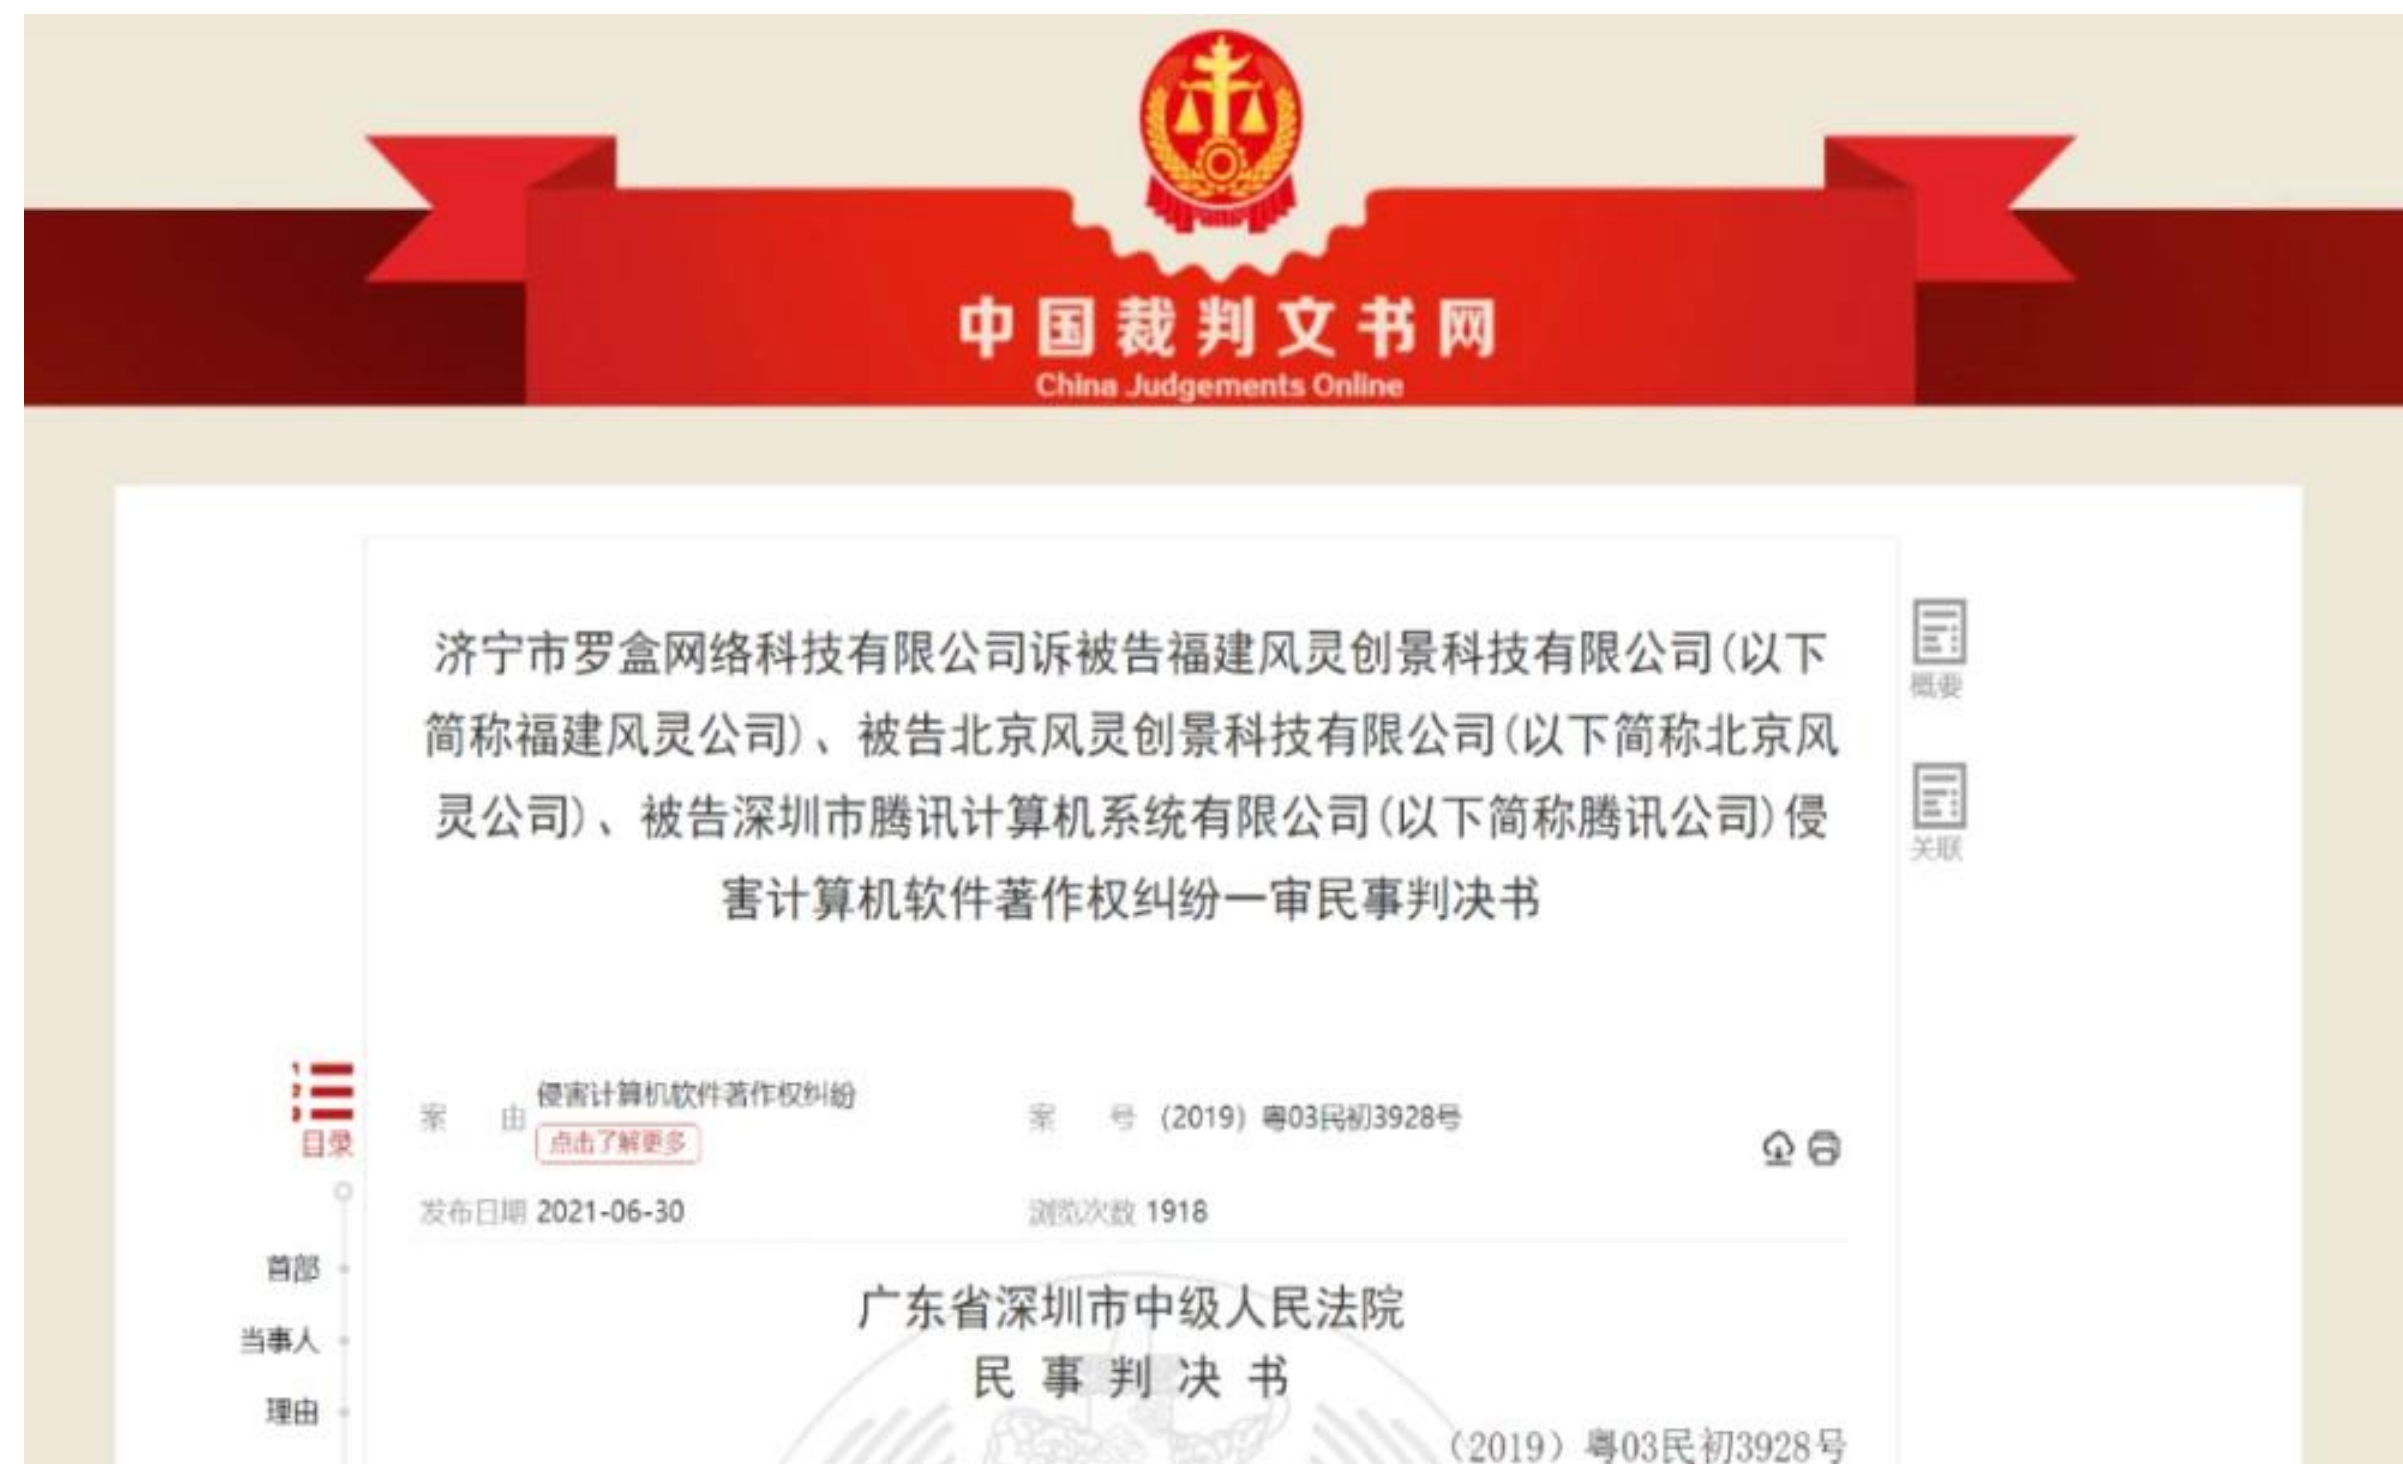 中国裁判文书网
China Judgements Online
济宁市罗盒网络科技有限公司诉被告福建风灵创景科技有限公司(以下
简称福建风灵公司)、被告北京风灵创景科技有限公司(以下简称北京风
灵公司)、被告深圳市腾讯计算机系统有限公司(以下简称腾讯公司)侵
害计算机软件著作权纠纷一审民事判决书
概要
关联
目录
案 由 侵害计算机软件著作权纠纷
点击了解更多
案 号 (2019) 粤03民初3928号
发布日期 2021-06-30
浏览次数 1918
首部
当事人
理由
广东省深圳市中级人民法院
民 事 判 决 书
(2019) 粤03民初3928号